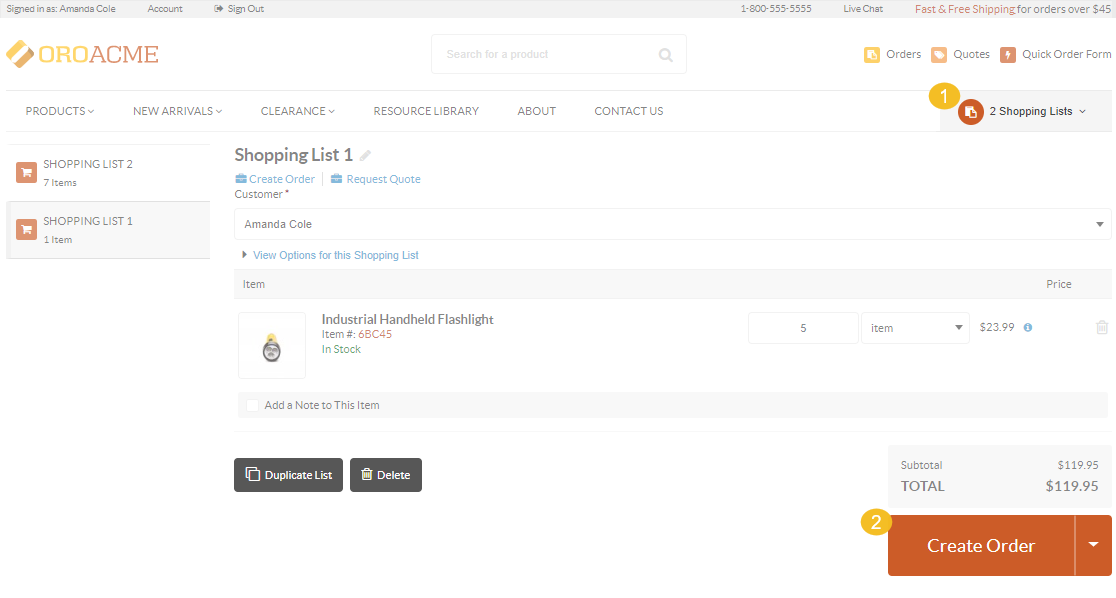 Signed in as: Amanda Cole Account Sign Out 1-800-555-5555 Live Chat Fast & Free Shipping for orders over $45
OROACME Search for a product Orders Quotes Quick Order Form
1
PRODUCTS NEW ARRIVALS CLEARANCE RESOURCE LIBRARY ABOUT CONTACT US 2 Shopping Lists
SHOPPING LIST 2
7 Items
SHOPPING LIST 1
1 Item
Shopping List 1
Create Order Request Quote
Customer *
Amanda Cole
View Options for this Shopping List
Item Price
Industrial Handheld Flashlight
Item #: 6BC45
In Stock
5 item $23.99
Add a Note to This Item
Duplicate List Delete
Subtotal $119.95
TOTAL $119.95
2
Create Order